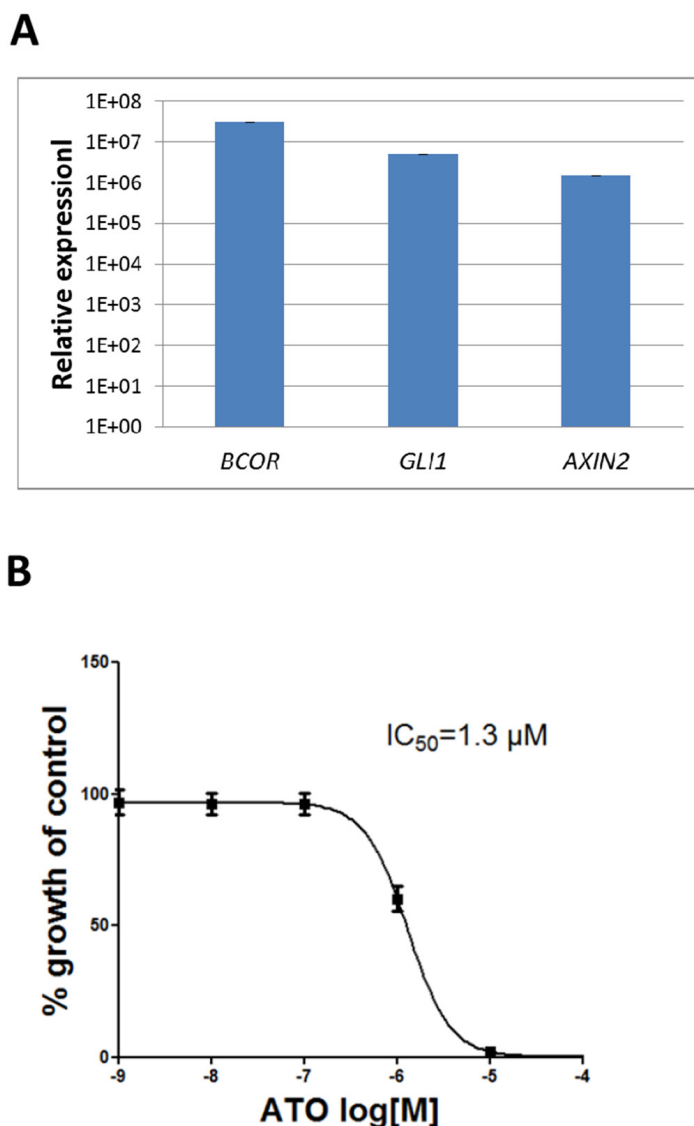 A
Relative expressionl
1E+08
1E+07
1E+06
1E+05
1E+04
1E+03
1E+02
1E+01
1E+00
BCOR GLI1 AXIN2
B
% growth of control
150
100
50
0
IC50=1.3 µM
-9 -8 -7 -6 -5 -4
ATO log[M]